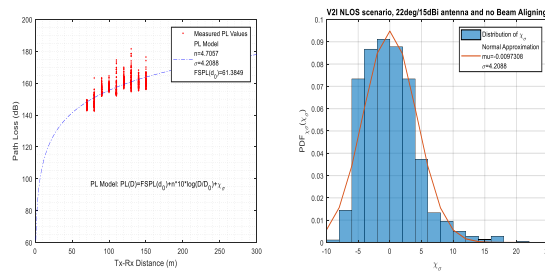 200
180
160
140
120
100
80
60
0
50
100
150
200
250
300
Path Loss (dB)
Tx-Rx Distance (m)
Measured PL Values
PL Model
n=4.7057
σ=4.2088
FSPL(d0)=61.3849
PL Model: PL(D)=FSPL(d0)+n*10*log(D/D0)+χσ
V2I NLOS scenario, 22deg/15dBi antenna and no Beam Aligning
0.1
0.09
0.08
0.07
0.06
0.05
0.04
0.03
0.02
0.01
0
-10
-5
0
5
10
15
20
PDFχσ(χσ)
χσ
Distribution of χσ
Normal Approximation
mu=-0.0097308
σ=4.2088